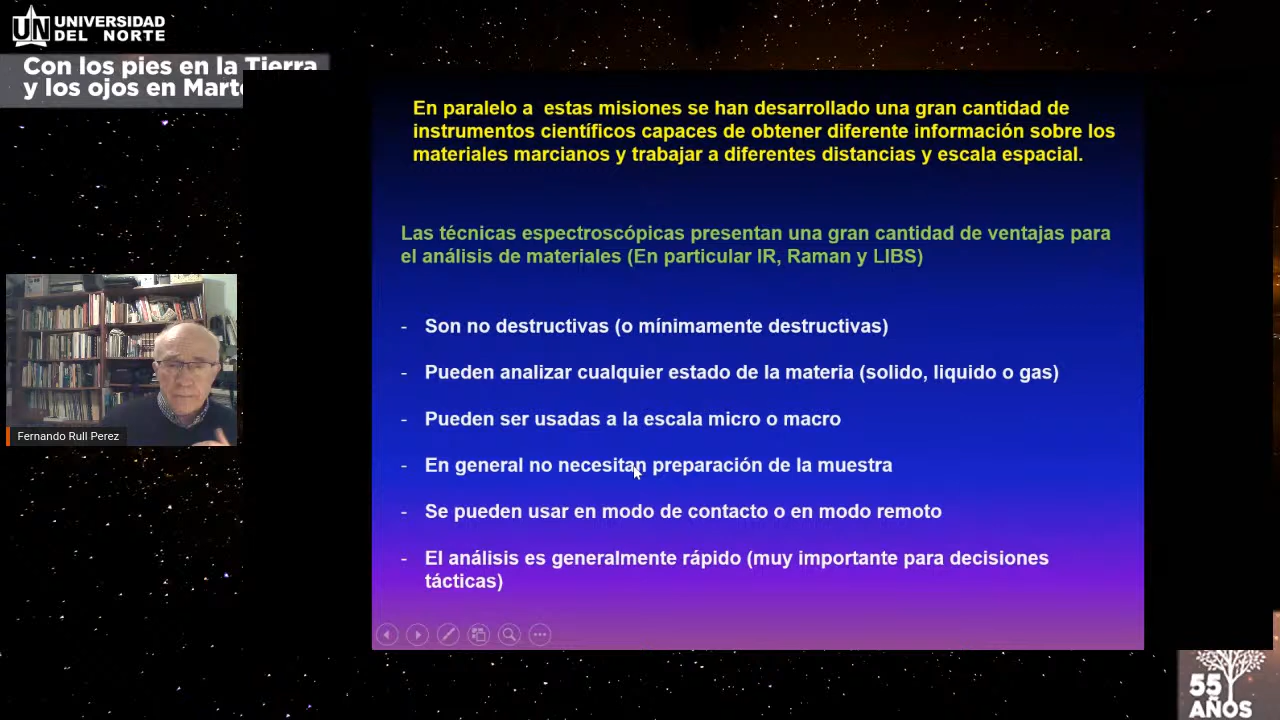 UN UNIVERSIDAD
DEL NORTE
Con los pies en la Tierra
y los ojos en Marte
En paralelo a estas misiones se han desarrollado una gran cantidad de
instrumentos científicos capaces de obtener diferente información sobre los
materiales marcianos y trabajar a diferentes distancias y escala espacial.
Las técnicas espectroscópicas presentan una gran cantidad de ventajas para
el análisis de materiales (En particular IR, Raman y LIBS)
- Son no destructivas (o mínimamente destructivas)
- Pueden analizar cualquier estado de la materia (solido, liquido o gas)
- Pueden ser usadas a la escala micro o macro
- En general no necesitan preparación de la muestra
- Se pueden usar en modo de contacto o en modo remoto
- El análisis es generalmente rápido (muy importante para decisiones
tácticas)
Fernando Rull Perez
55
AÑOS